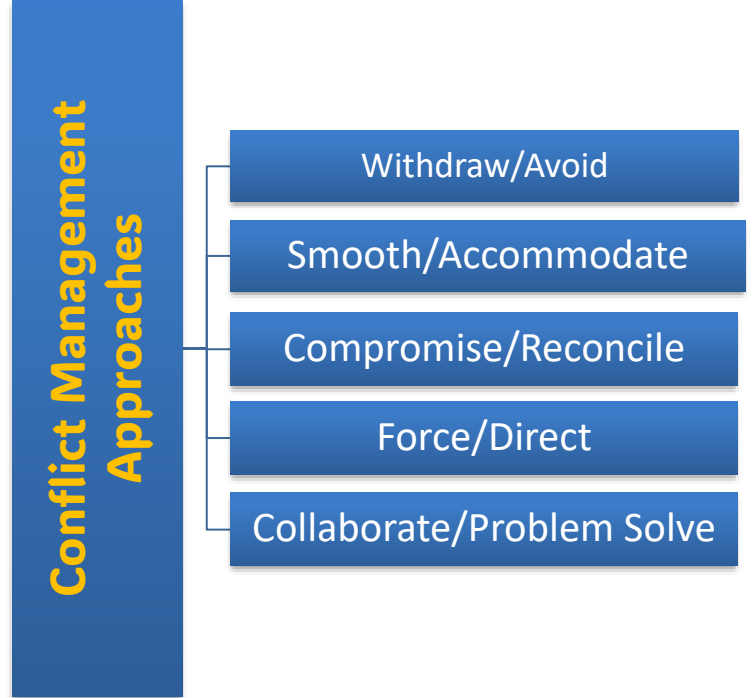 Conflict Management
Approaches
Withdraw/Avoid
Smooth/Accommodate
Compromise/Reconcile
Force/Direct
Collaborate/Problem Solve